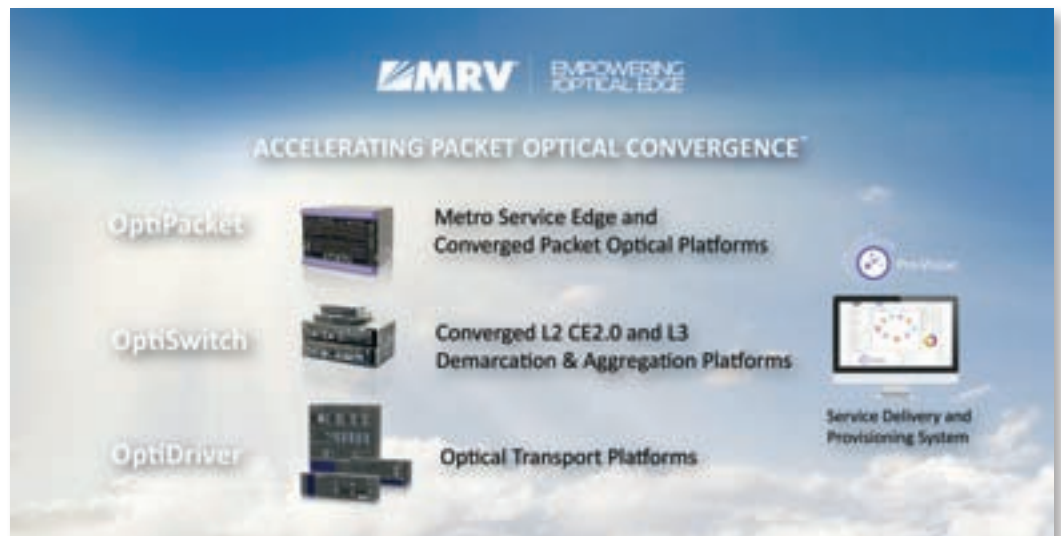 MRV
EMPOWERING
THE OPTICAL EDGE
ACCELERATING PACKET OPTICAL CONVERGENCE™
OptiPacket
Metro Service Edge and
Converged Packet Optical Platforms
Pro-Vision
OptiSwitch
Converged L2 CE2.0 and L3
Demarcation & Aggregation Platforms
Service Delivery and
Provisioning System
OptiDriver
Optical Transport Platforms